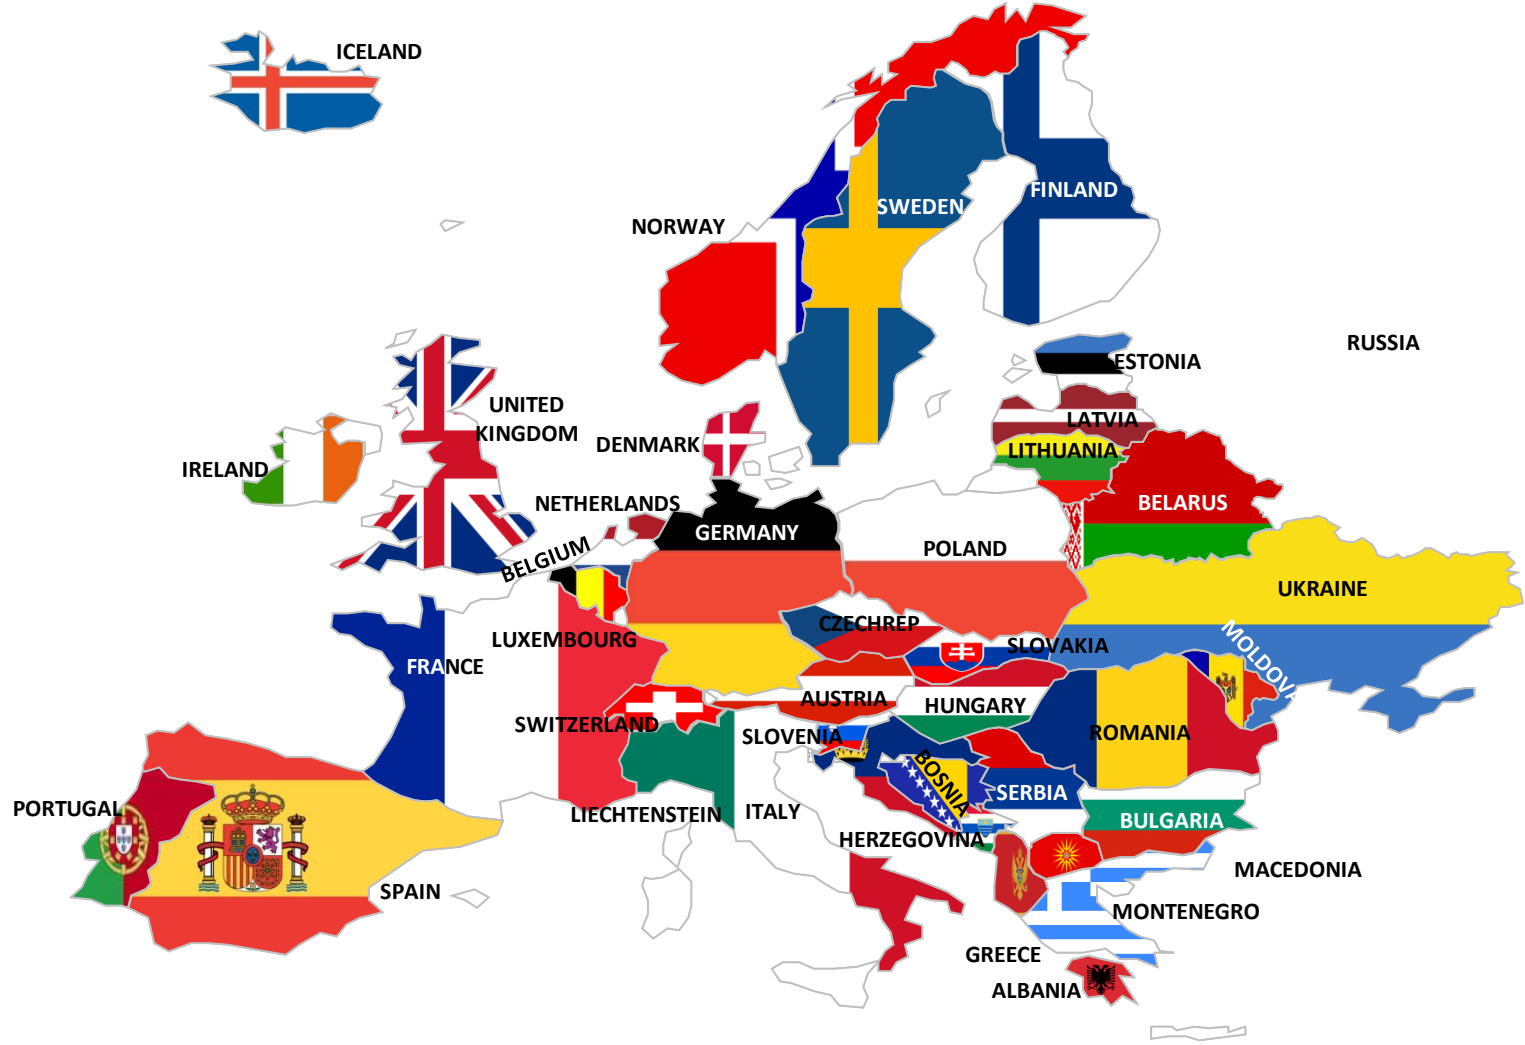 ICELAND
NORWAY
SWEDEN
FINLAND
RUSSIA
ESTONIA
UNITED
KINGDOM
LATVIA
DENMARK
LITHUANIA
IRELAND
NETHERLANDS
BELARUS
GERMANY
BELGIUM
POLAND
UKRAINE
CZECHREP
LUXEMBOURG
SLOVAKIA
MOLDOVA
FRANCE
AUSTRIA
HUNGARY
SWITZERLAND
SLOVENIA
ROMANIA
BOSNIA
SERBIA
PORTUGAL
LIECHTENSTEIN
ITALY
BULGARIA
HERZEGOVINA
MACEDONIA
SPAIN
MONTENEGRO
GREECE
ALBANIA